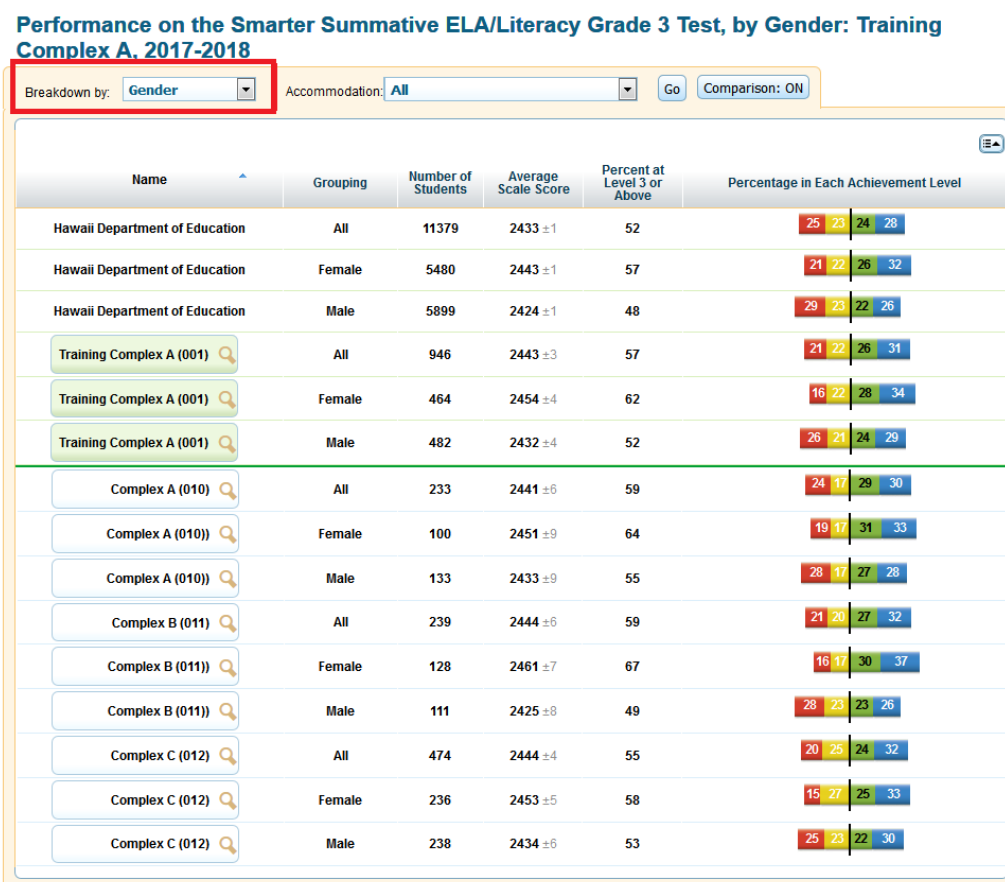 Performance on the Smarter Summative ELA/Literacy Grade 3 Test, by Gender: Training
Complex A, 2017-2018
Breakdown by: Gender Accommodation: All Go Comparison: ON
Name Grouping Number of Students Average Scale Score Percent at Level 3 or Above Percentage in Each Achievement Level
Hawaii Department of Education All 11379 2433 ±1 52 25 23 24 28
Hawaii Department of Education Female 5480 2443 ±1 57 21 22 26 32
Hawaii Department of Education Male 5899 2424 ±1 48 29 23 22 26
Training Complex A (001) All 946 2443 ±3 57 21 22 26 31
Training Complex A (001) Female 464 2454 ±4 62 16 22 28 34
Training Complex A (001) Male 482 2432 ±4 52 26 21 24 29
Complex A (010) All 233 2441 ±6 59 24 17 29 30
Complex A (010)) Female 100 2451 ±9 64 19 17 31 33
Complex A (010)) Male 133 2433 ±9 55 28 17 27 28
Complex B (011) All 239 2444 ±6 59 21 20 27 32
Complex B (011)) Female 128 2461 ±7 67 16 17 30 37
Complex B (011)) Male 111 2425 ±8 49 28 23 23 26
Complex C (012) All 474 2444 ±4 55 20 25 24 32
Complex C (012) Female 236 2453 ±5 58 15 27 25 33
Complex C (012) Male 238 2434 ±6 53 25 23 22 30